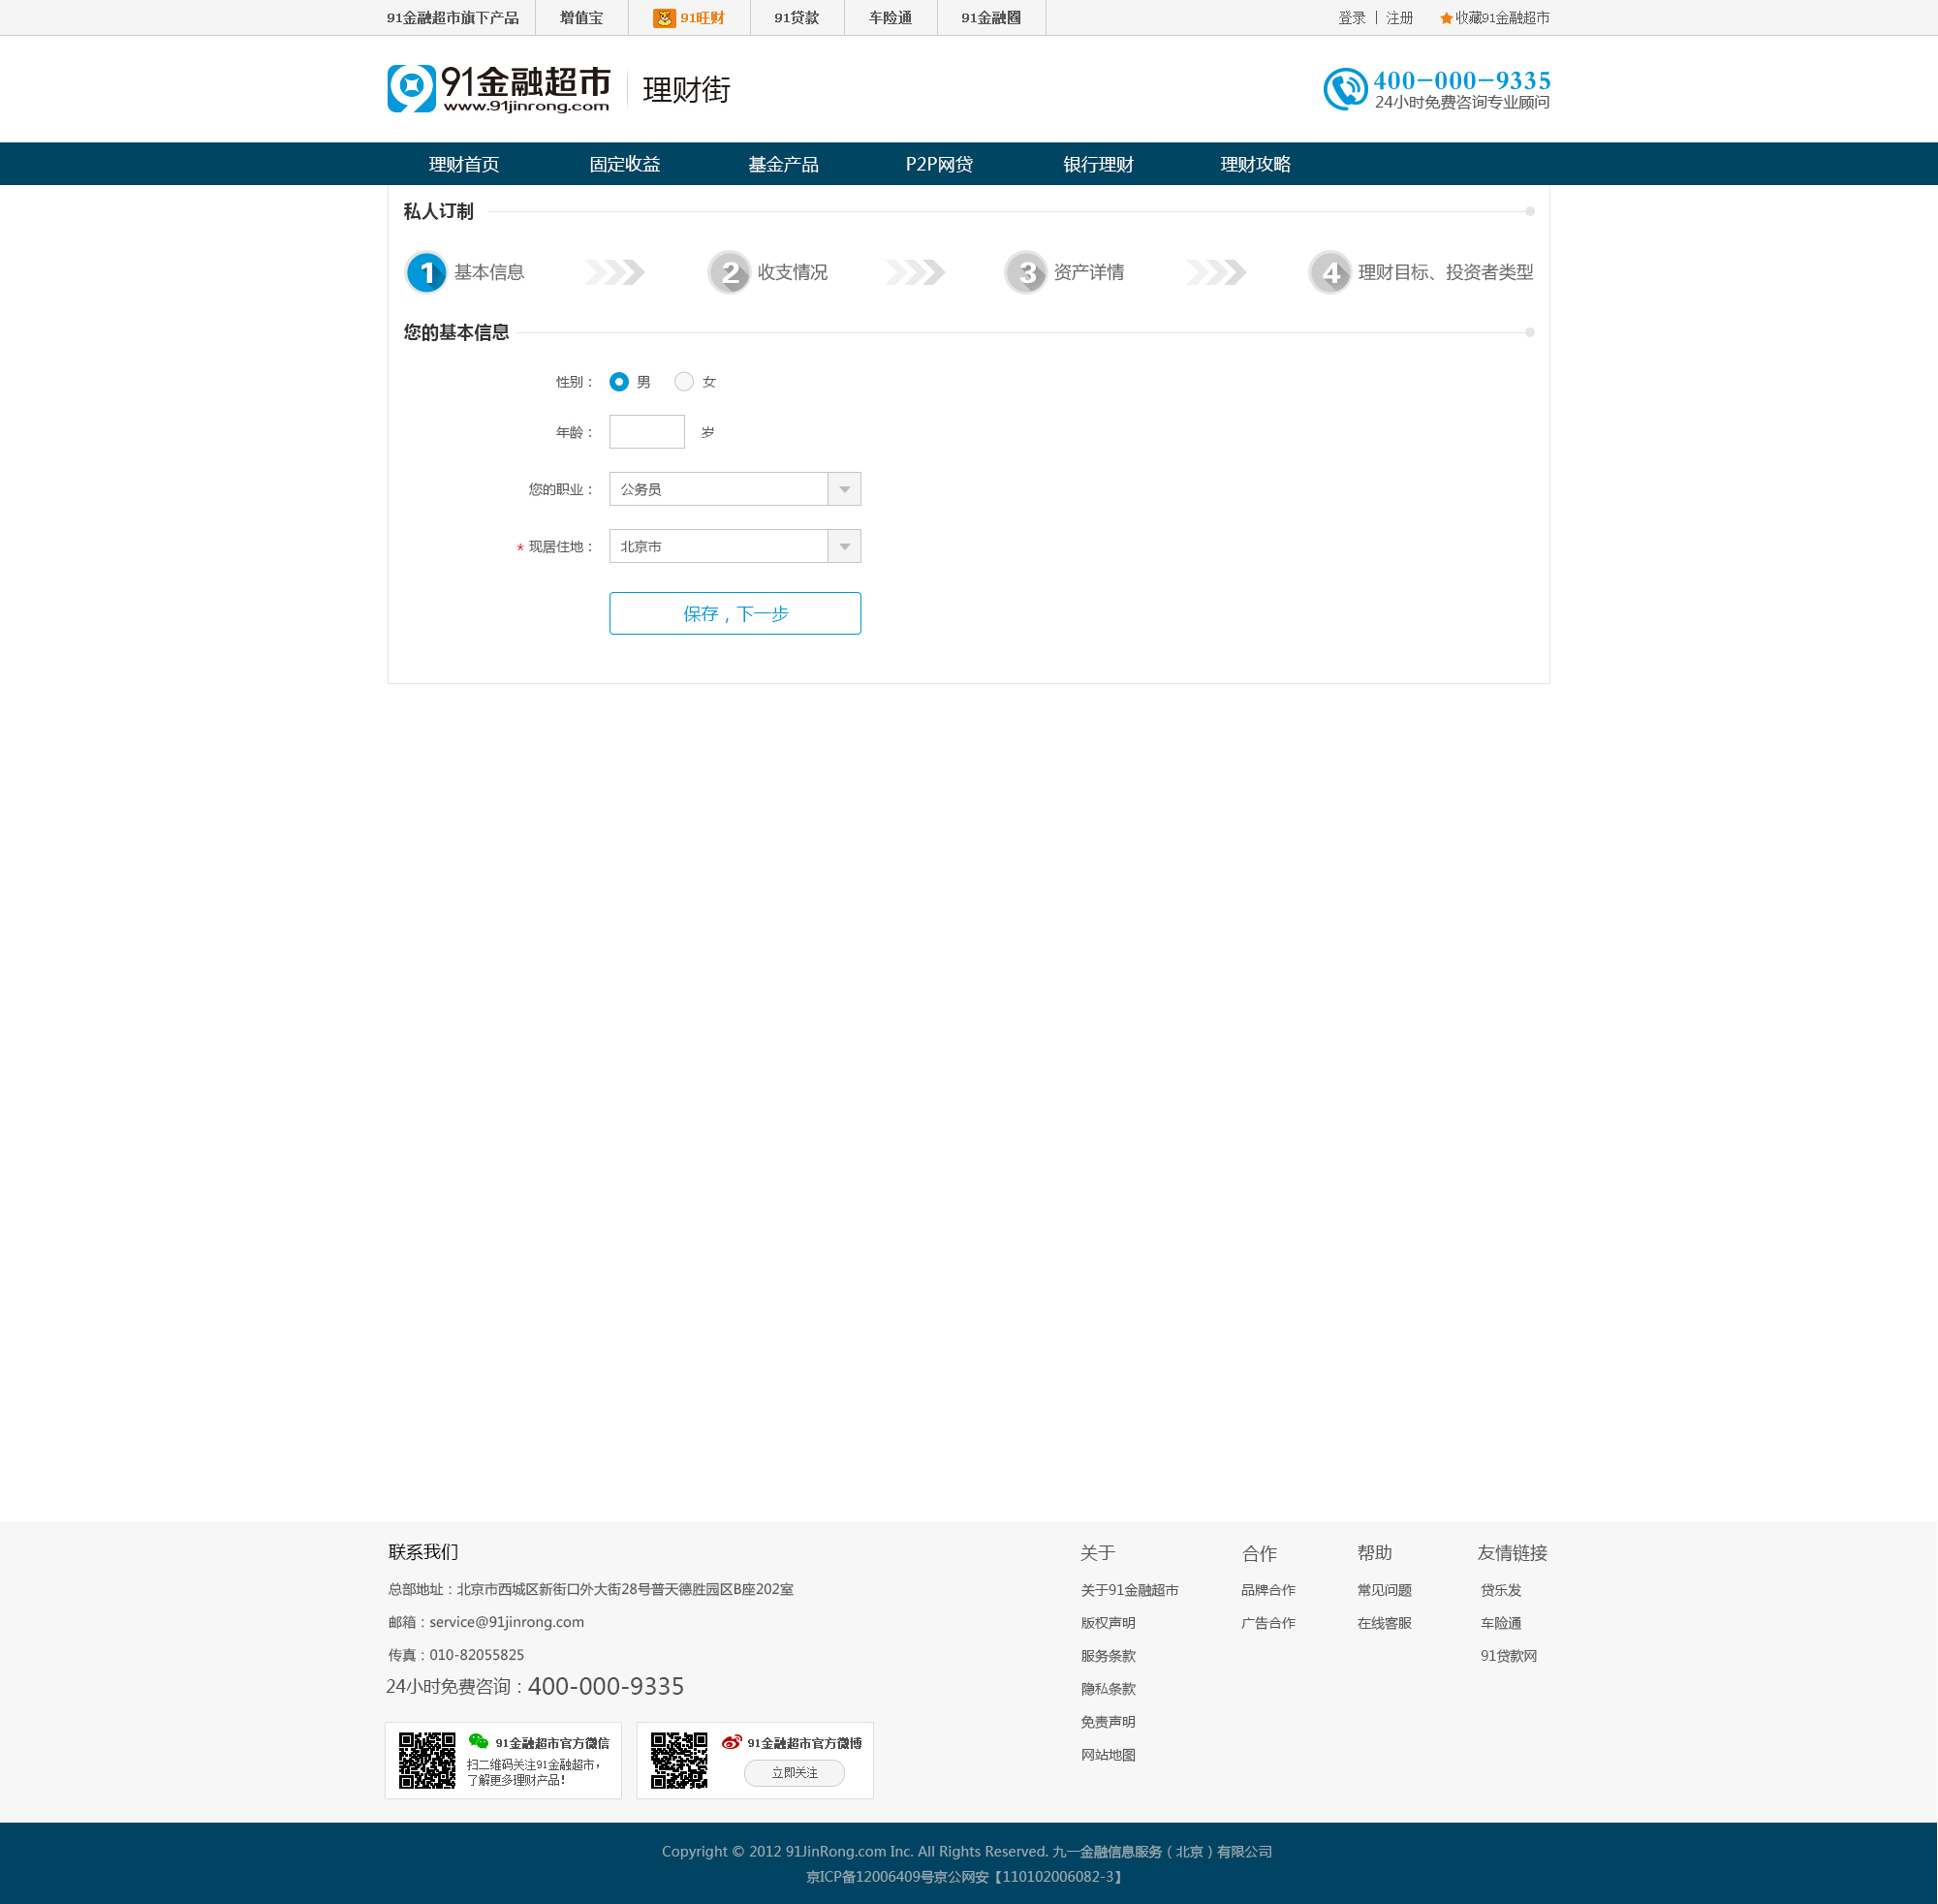 91金融超市旗下产品 增值宝 91旺财 91贷款 车险通 91金融圈 登录 | 注册 收藏91金融超市
91金融超市 理财街
www.91jinrong.com
400-000-9335
24小时免费咨询专业顾问
理财首页 固定收益 基金产品 P2P网贷 银行理财 理财攻略
私人订制
1 基本信息 2 收支情况 3 资产详情 4 理财目标、投资者类型
您的基本信息
性别： 男 女
年龄： 岁
您的职业： 公务员
* 现居住地： 北京市
保存，下一步
联系我们
总部地址：北京市西城区新街口外大街28号普天德胜园区B座202室
邮箱：service@91jinrong.com
传真：010-82055825
24小时免费咨询：400-000-9335
91金融超市官方微信
扫二维码关注91金融超市，
了解更多理财产品！
91金融超市官方微博
立即关注
关于
关于91金融超市
版权声明
服务条款
隐私条款
免责声明
网站地图
合作
品牌合作
广告合作
帮助
常见问题
在线客服
友情链接
贷乐发
车险通
91贷款网
Copyright © 2012 91JinRong.com Inc. All Rights Reserved. 九一金融信息服务（北京）有限公司
京ICP备12006409号京公网安【110102006082-3】